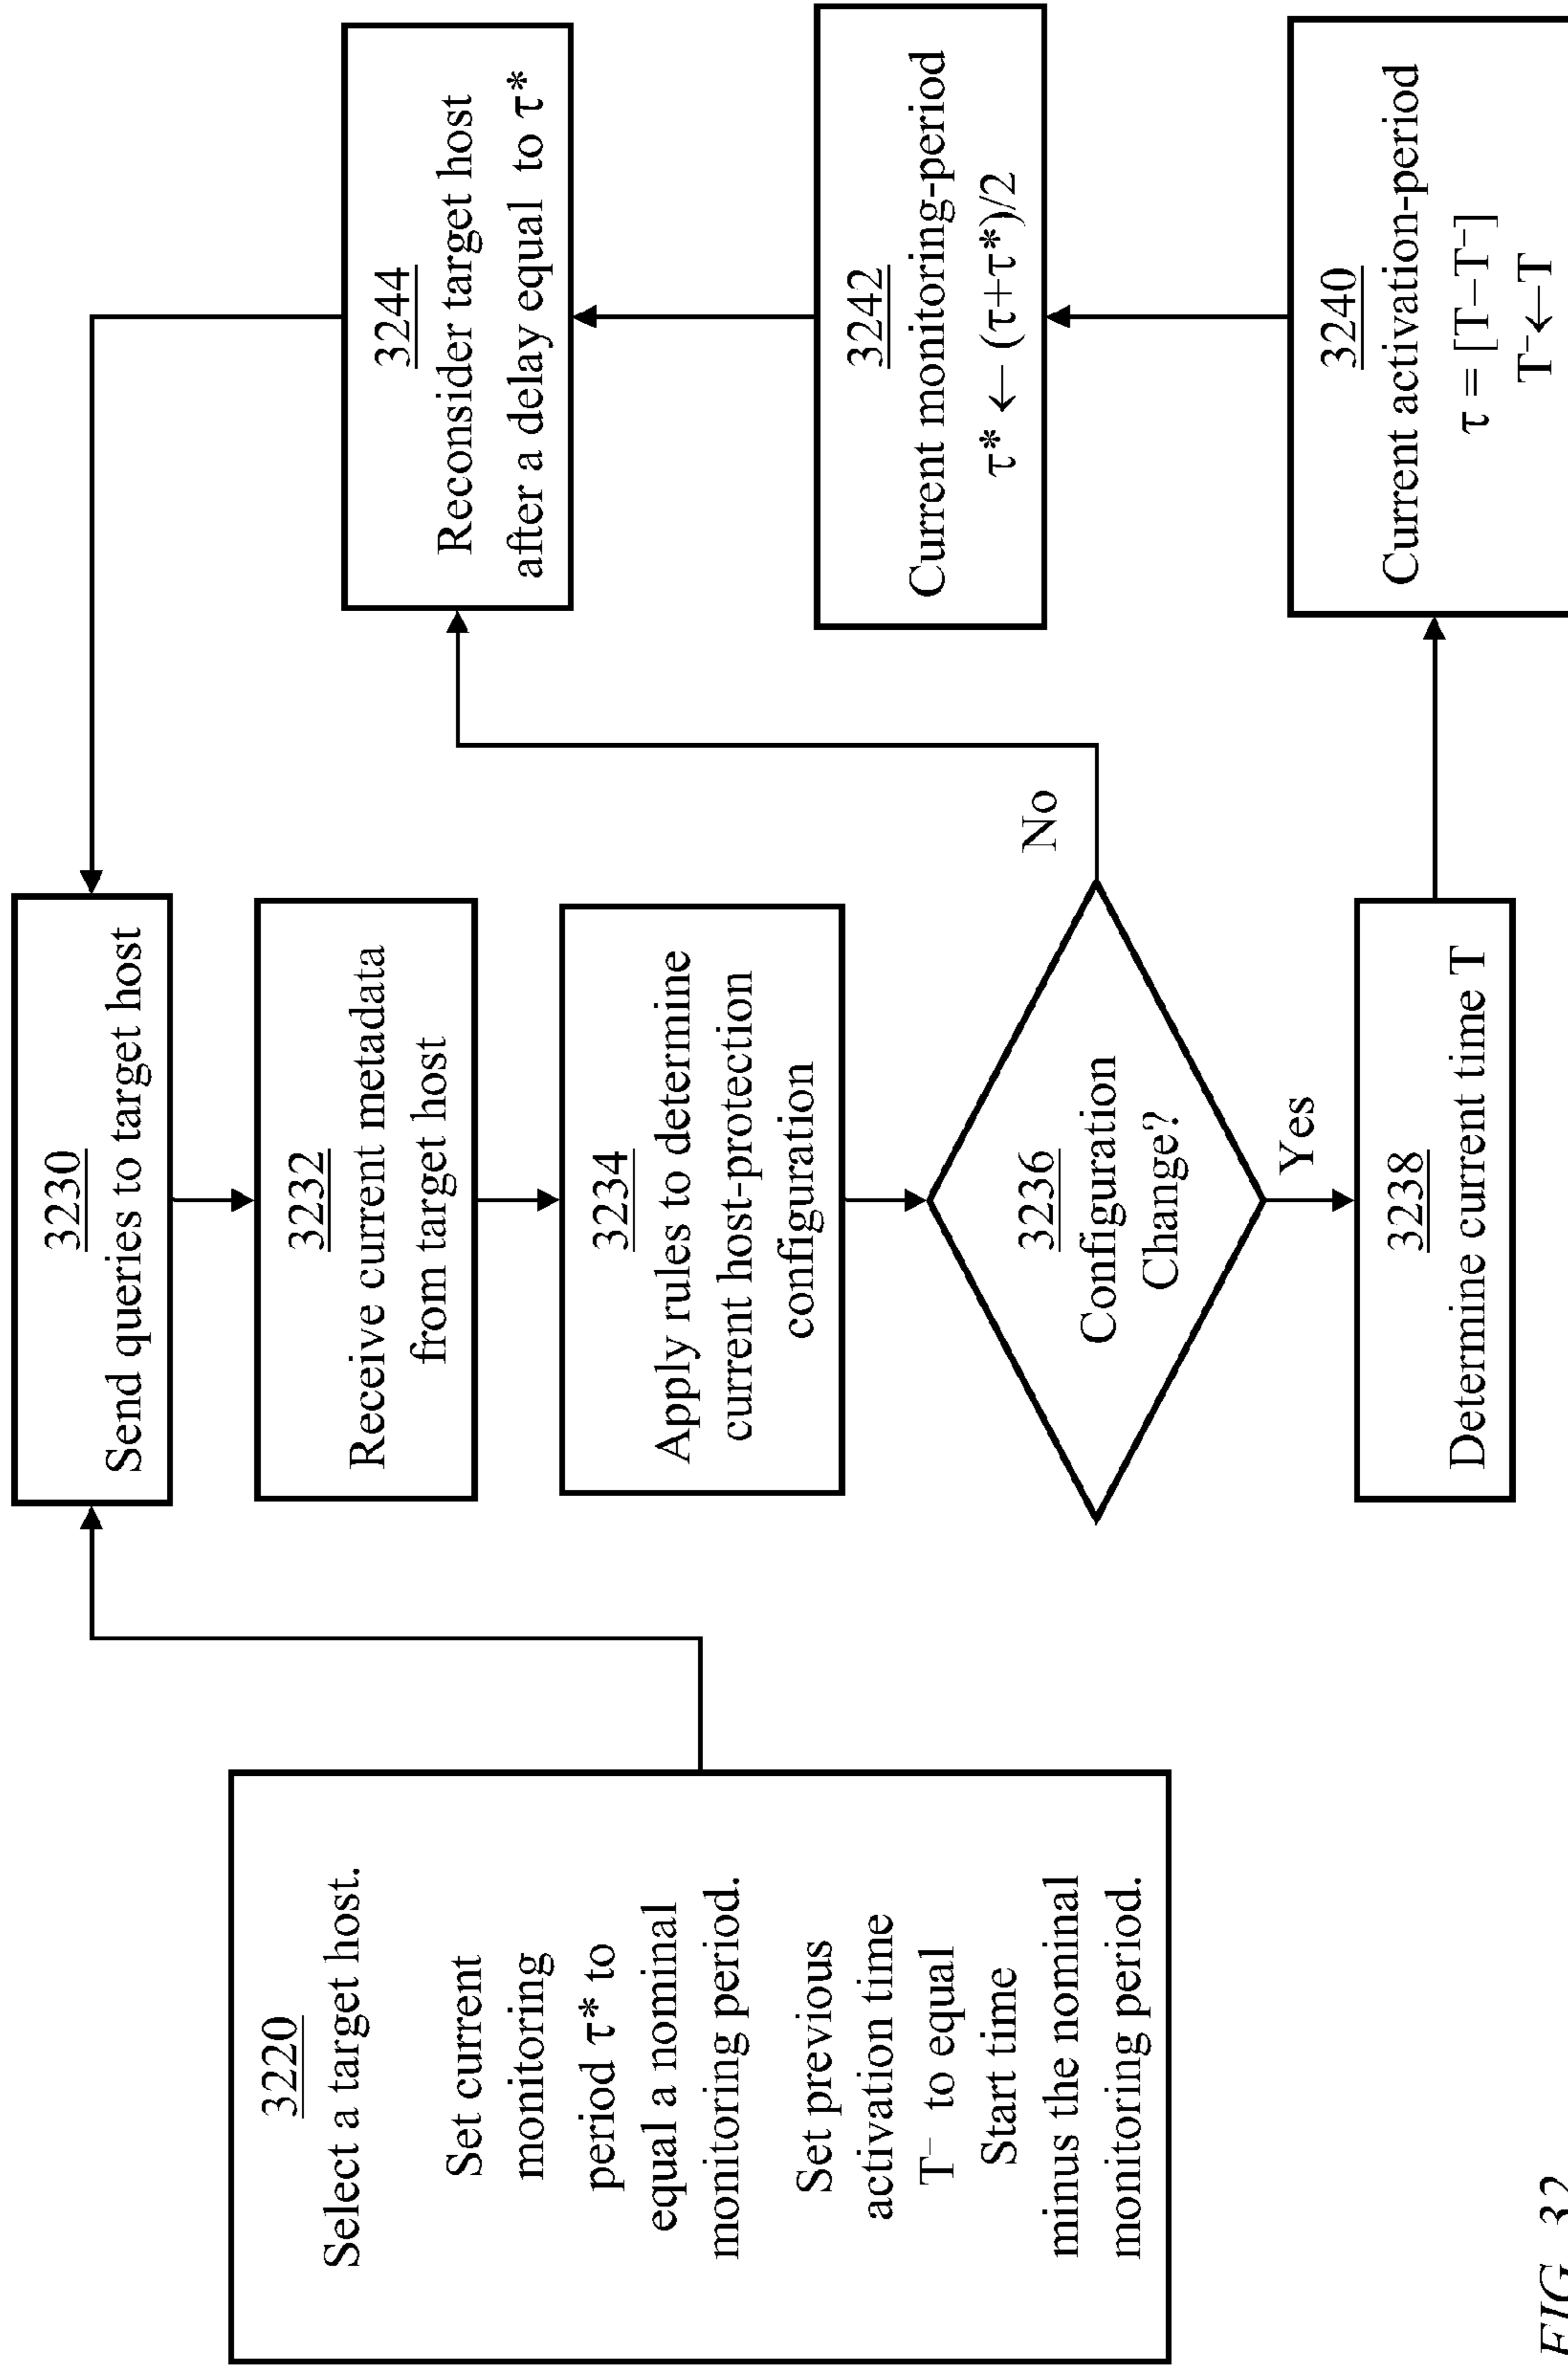 3220
Select a target host.
Set current
monitoring
period τ* to
equal a nominal
monitoring period.
Set previous
activation time
T⁻ to equal
Start time
minus the nominal
monitoring period.
3230
Send queries to target host
3232
Receive current metadata
from target host
3234
Apply rules to determine
current host-protection
configuration
3236
Configuration
Change?
No
Yes
3238
Determine current time T
3240
Current activation-period
τ = [T−T⁻]
T⁻←T
3242
Current monitoring-period
τ* ← (τ+τ*)/2
3244
Reconsider target host
after a delay equal to τ*
FIG. 32